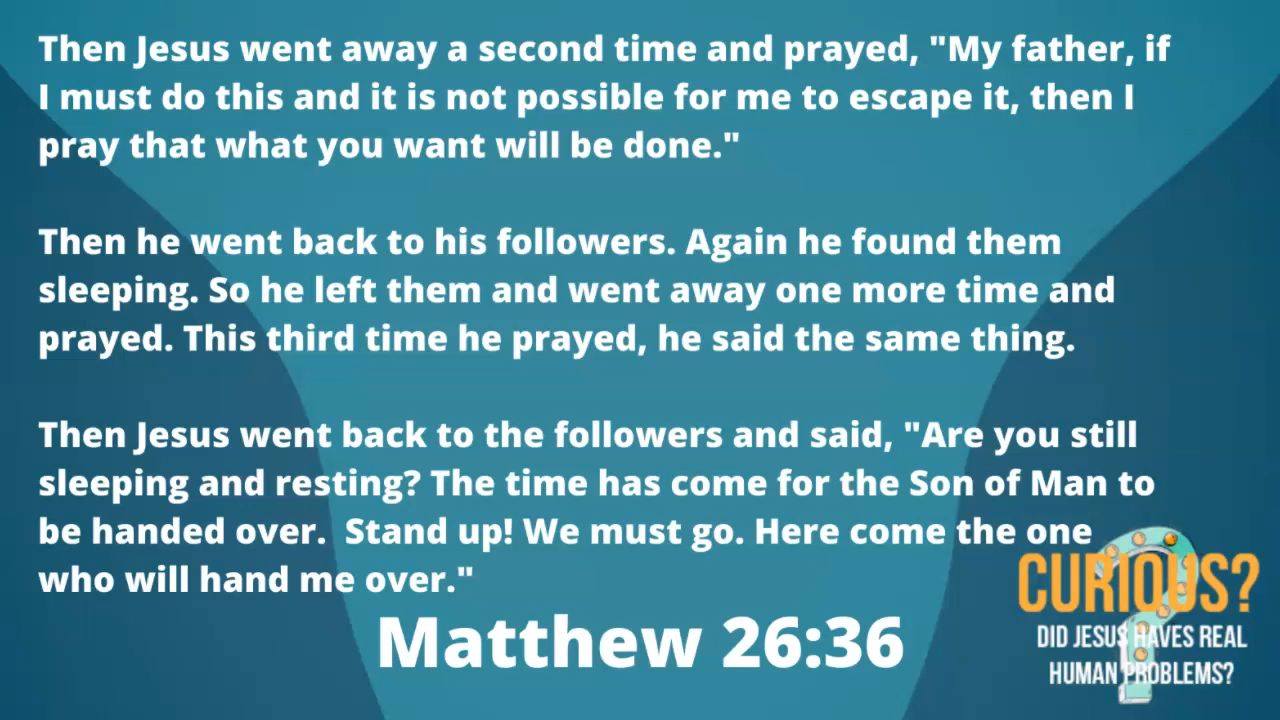 Then Jesus went away a second time and prayed, "My father, if
I must do this and it is not possible for me to escape it, then I
pray that what you want will be done."
Then he went back to his followers. Again he found them
sleeping. So he left them and went away one more time and
prayed. This third time he prayed, he said the same thing.
Then Jesus went back to the followers and said, "Are you still
sleeping and resting? The time has come for the Son of Man to
be handed over.  Stand up! We must go. Here come the one
who will hand me over."
Matthew 26:36
CURIOUS?
DID JESUS HAVES REAL
HUMAN PROBLEMS?